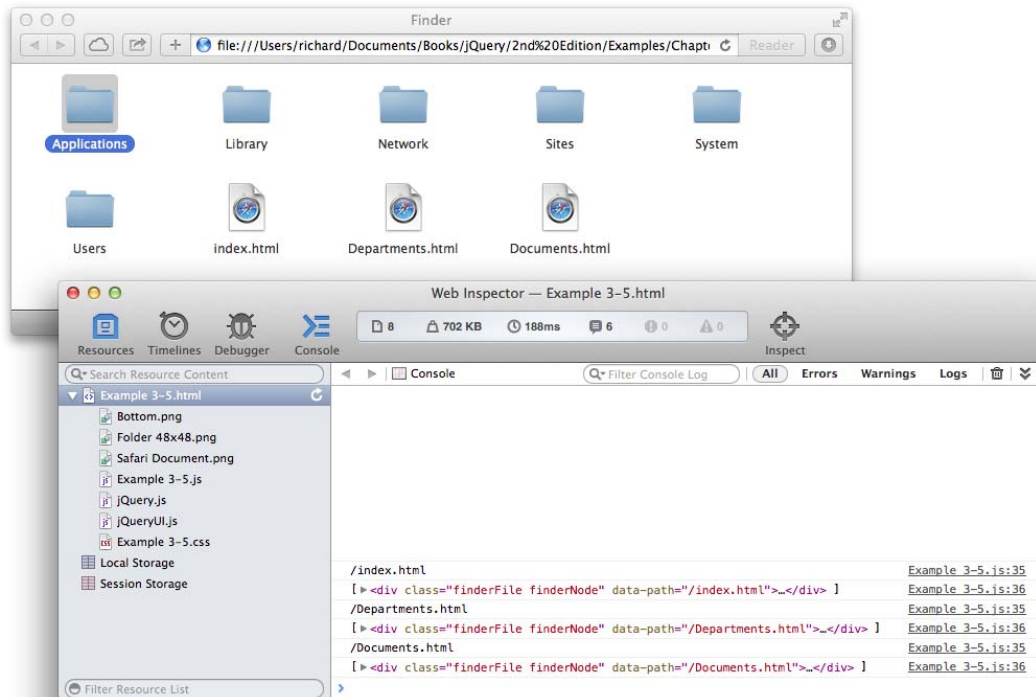 Finder
file:///Users/richard/Documents/Books/jQuery/2nd%20Edition/Examples/Chapt
Reader
Applications
Library
Network
Sites
System
Users
index.html
Departments.html
Documents.html
Web Inspector — Example 3-5.html
8
702 KB
188ms
6
0
0
Resources
Timelines
Debugger
Console
Inspect
Search Resource Content
Console
Filter Console Log
All
Errors
Warnings
Logs
Example 3-5.html
Bottom.png
Folder 48x48.png
Safari Document.png
Example 3-5.js
jQuery.js
jQueryUI.js
Example 3-5.css
Local Storage
Session Storage
Filter Resource List
/index.html Example 3-5.js:35
[ ▶<div class="finderFile finderNode" data-path="/index.html">…</div> ] Example 3-5.js:36
/Departments.html Example 3-5.js:35
[ ▶<div class="finderFile finderNode" data-path="/Departments.html">…</div> ] Example 3-5.js:36
/Documents.html Example 3-5.js:35
[ ▶<div class="finderFile finderNode" data-path="/Documents.html">…</div> ] Example 3-5.js:36